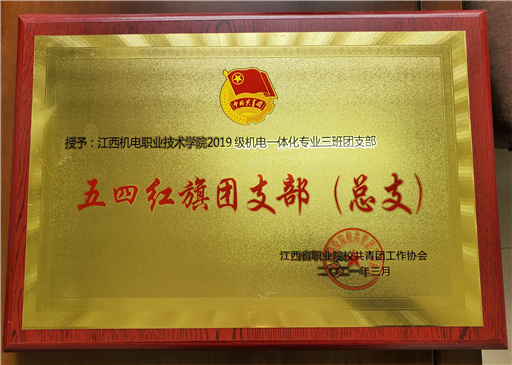 中国共青团
授予：江西机电职业技术学院2019 级机电一体化专业三班团支部
五四红旗团支部（总支）
江西省职业院校共青团工作协会
二〇二一年三月